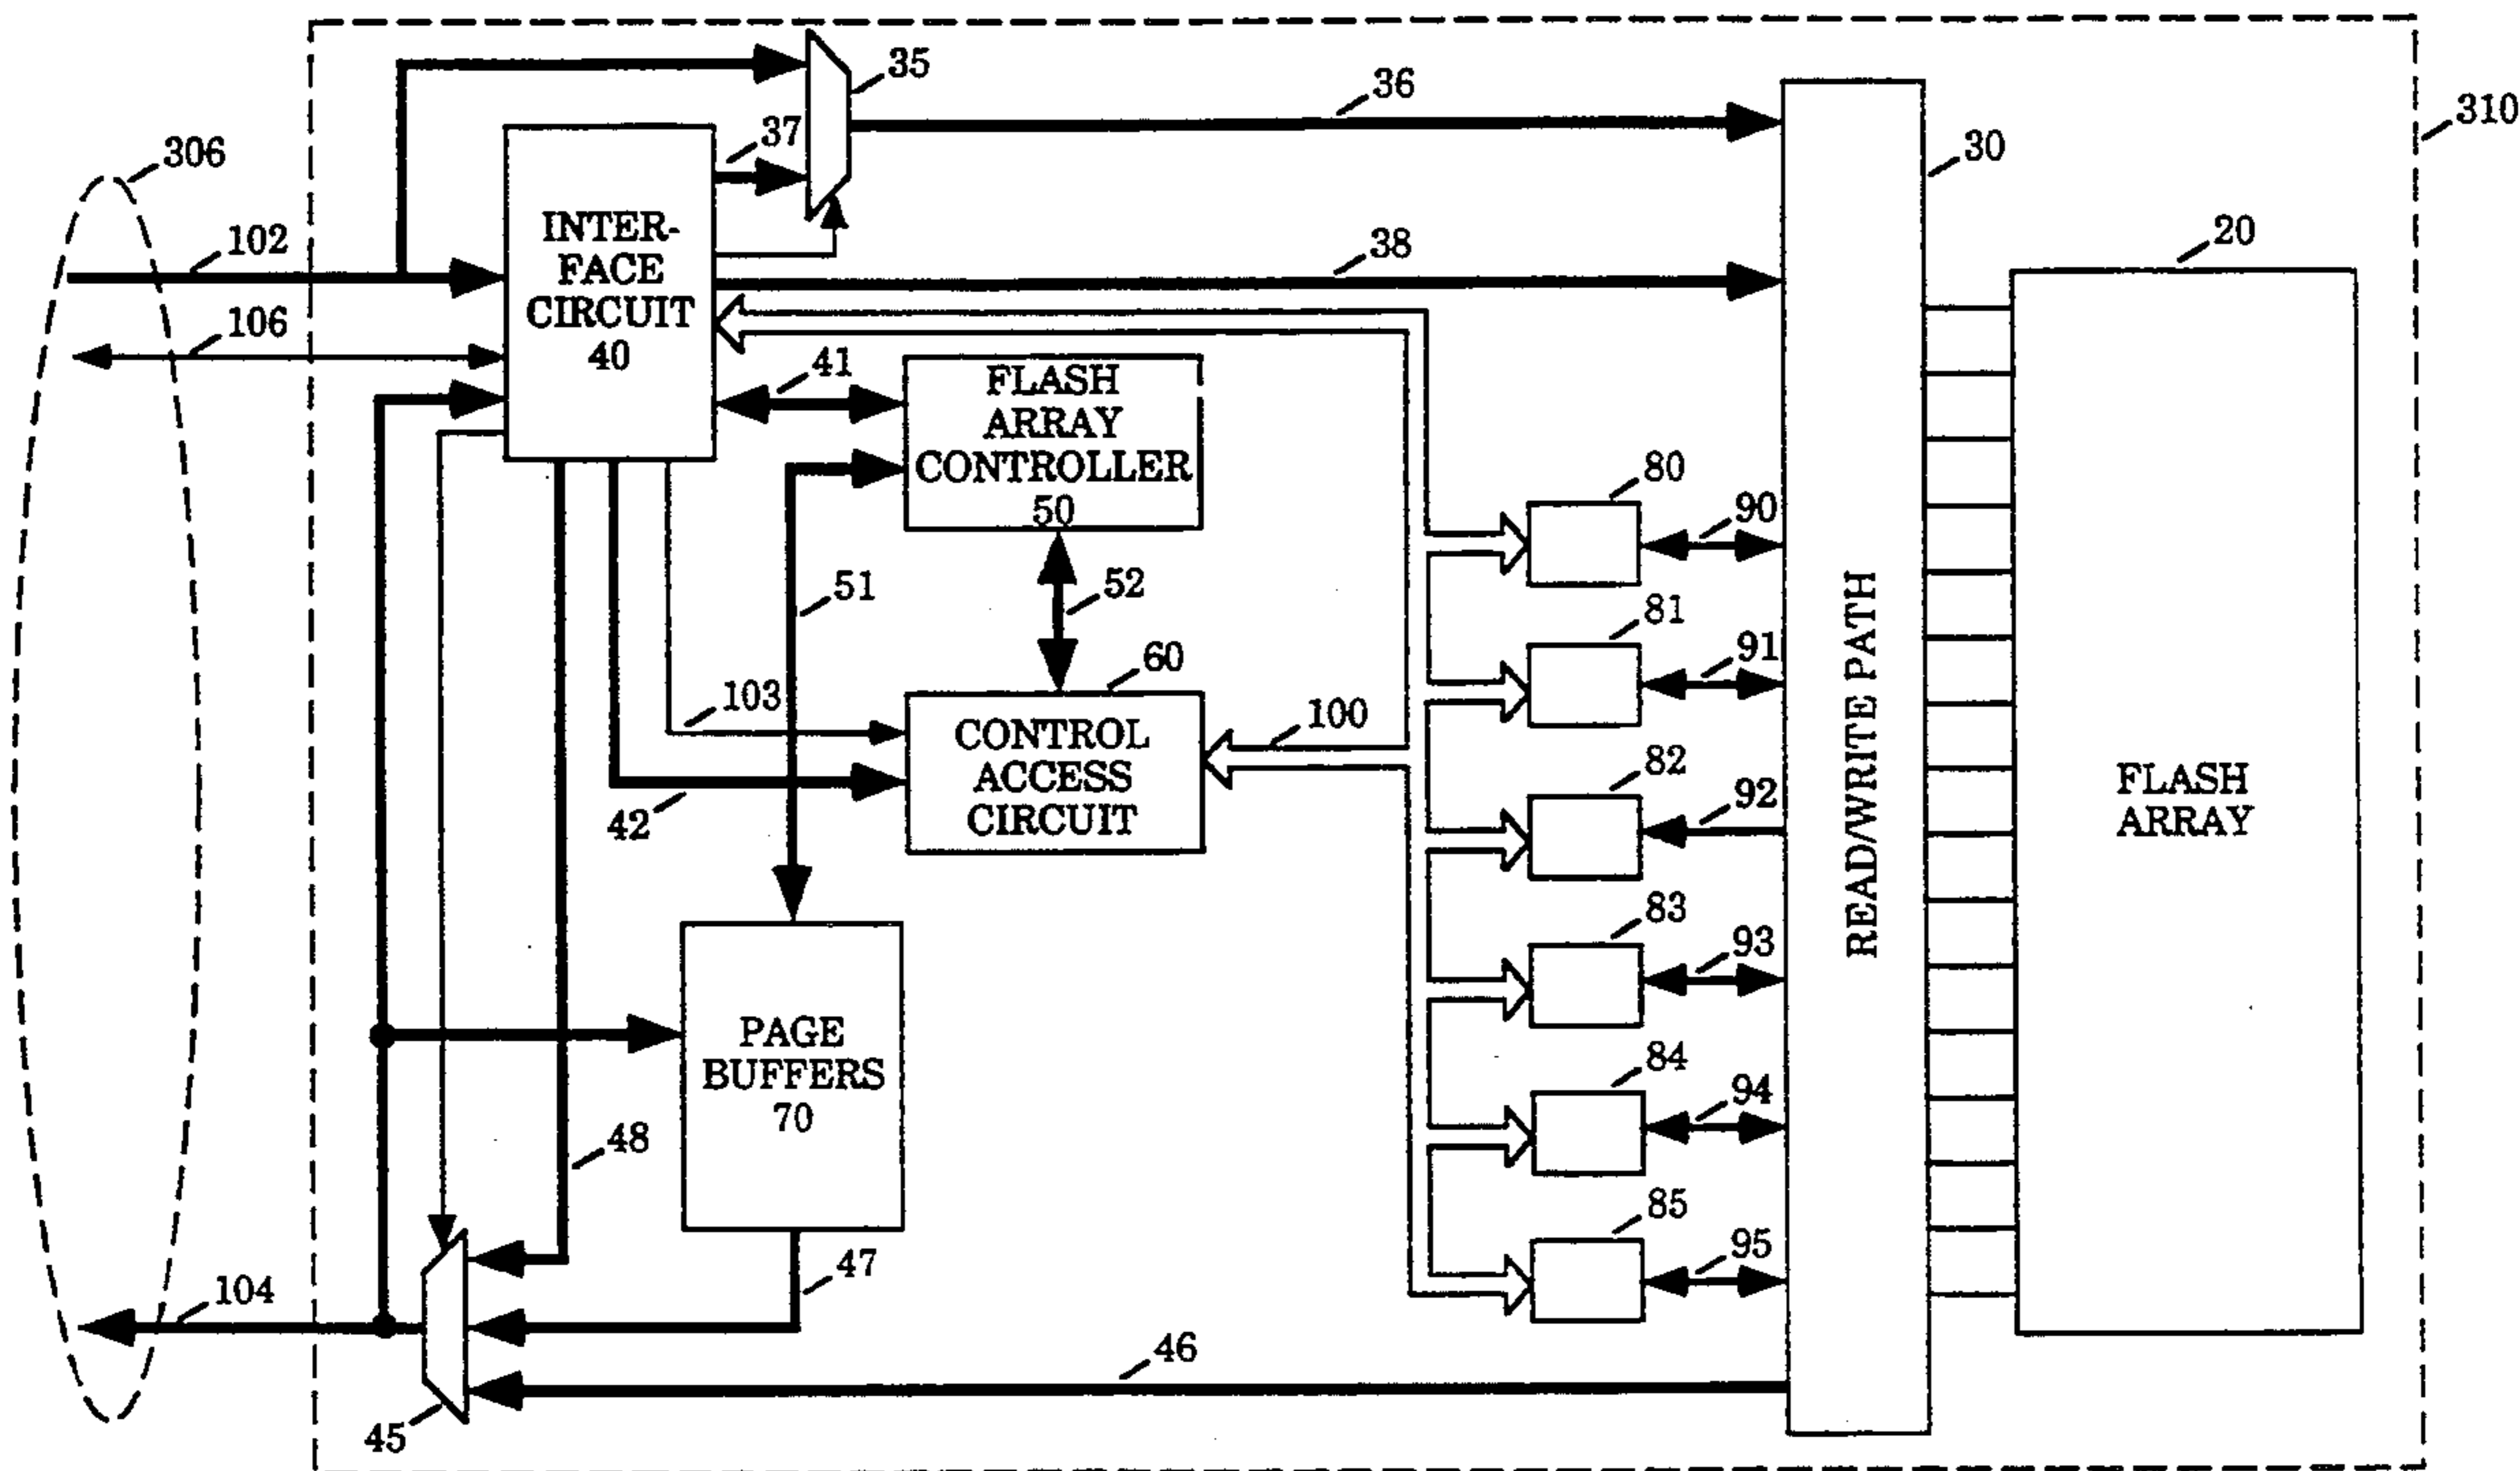 35
36
310
37
30
306
INTER-
FACE
CIRCUIT
40
102
38
20
106
41
FLASH
ARRAY
CONTROLLER
50
80
90
51
52
81
91
60
103
100
CONTROL
ACCESS
CIRCUIT
82
92
42
READ/WRITE PATH
FLASH
ARRAY
83
93
PAGE
BUFFERS
70
84
94
48
85
95
47
104
46
45